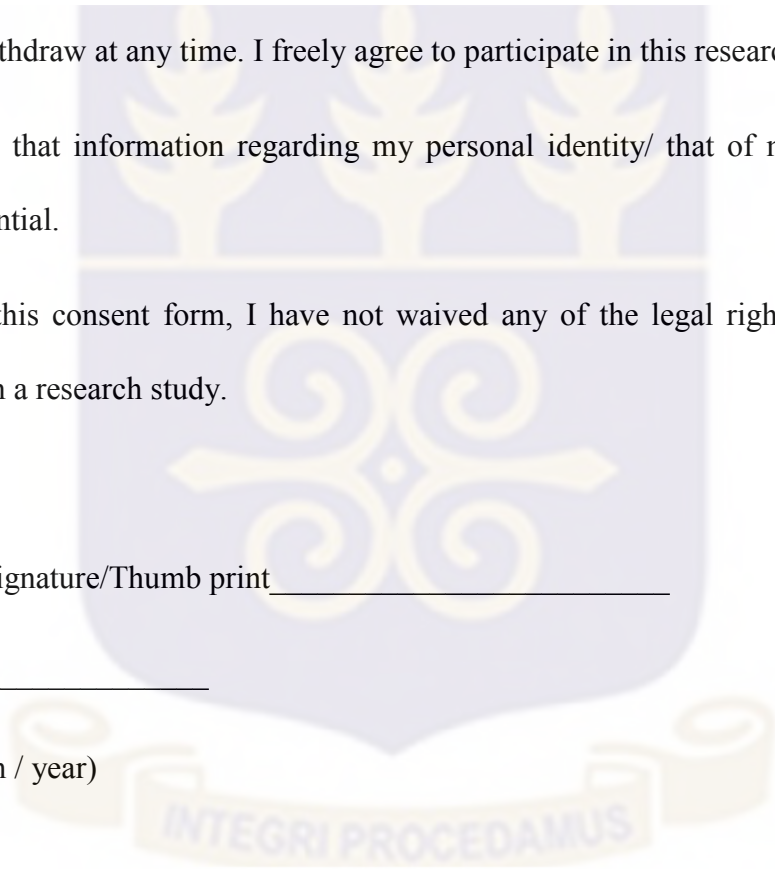 thdraw at any time. I freely agree to participate in this researc
that information regarding my personal identity/ that of
ntial.
this consent form, I have not waived any of the legal righ
a research study.
ignature/Thumb print_________________________
_____________
/ year)
INTEGRI PROCEDAMUS